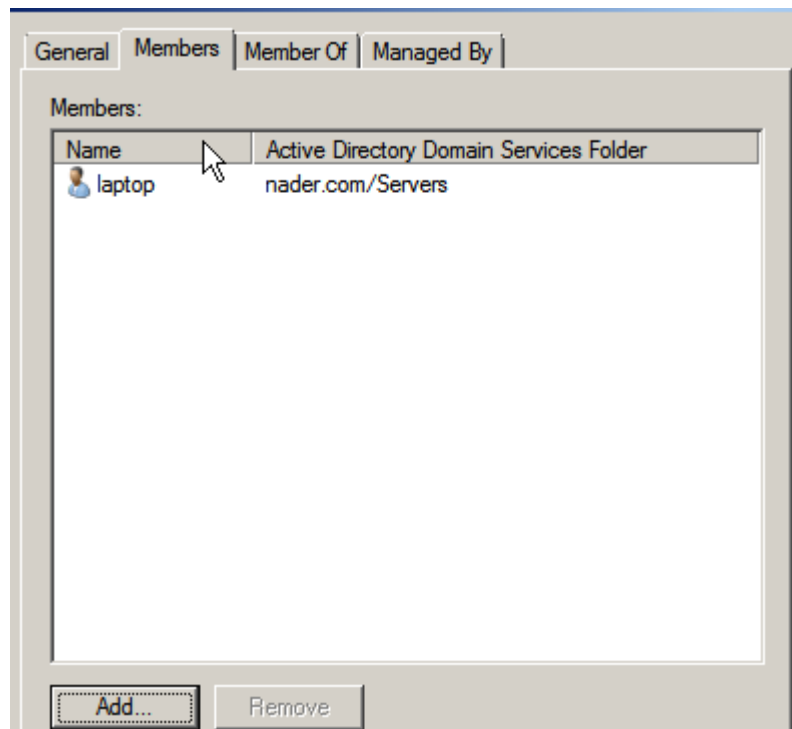 General Members Member Of Managed By
Members:
Name Active Directory Domain Services Folder
laptop nader.com/Servers
Add... Remove